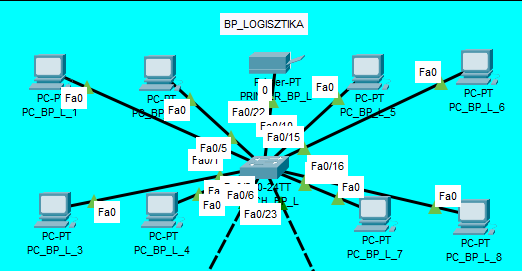 BP_LOGISZTIKA
PC-PT
PC_BP_L_1
Fa0
PC-PT
Fa0
0
Fa0
PC-PT
PC_BP_L_5
Fa0
PC-PT
PC_BP_L_6
Fa0/22
Fa0/15
Fa0/5
Fa0/16
Fa0/6
Fa0/23
Fa0
PC-PT
PC_BP_L_3
Fa0
PC-PT
PC_BP_L_4
Fa0
PC-PT
PC_BP_L_7
Fa0
PC-PT
PC_BP_L_8